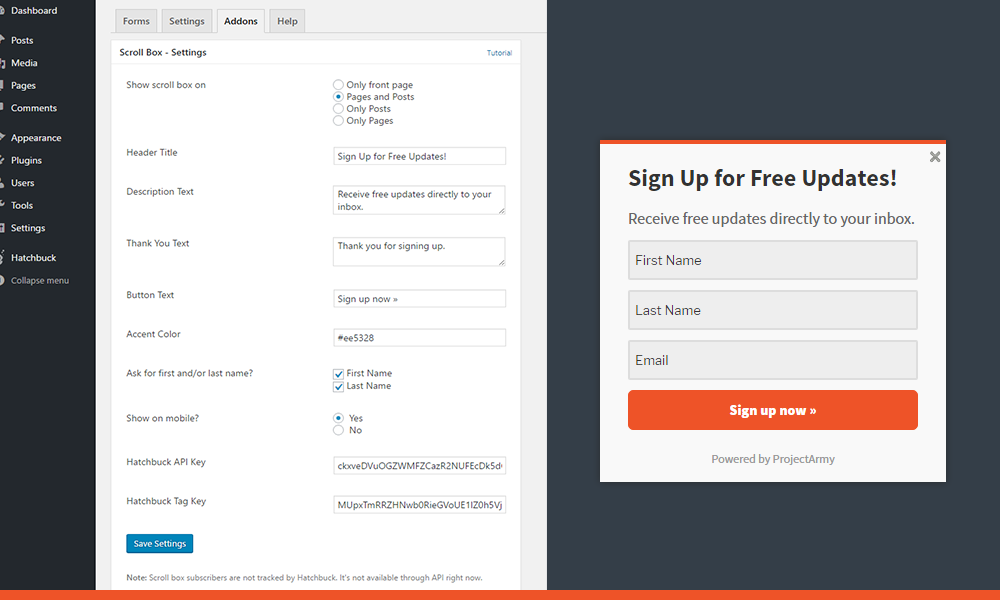 Dashboard
Posts
Media
Pages
Comments
Appearance
Plugins
Users
Tools
Settings
Hatchbuck
Collapse menu
Forms Settings Addons Help
Scroll Box - Settings Tutorial
Show scroll box on
Only front page
Pages and Posts
Only Posts
Only Pages
Header Title Sign Up for Free Updates!
Description Text Receive free updates directly to your
inbox.
Thank You Text Thank you for signing up.
Button Text Sign up now »
Accent Color #ee5328
Ask for first and/or last name? First Name
Last Name
Show on mobile? Yes
No
Hatchbuck API Key
Hatchbuck Tag Key
Save Settings
Note: Scroll box subscribers are not tracked by Hatchbuck. It's not available through API right now.
Sign Up for Free Updates!
Receive free updates directly to your inbox.
First Name
Last Name
Email
Sign up now »
Powered by ProjectArmy